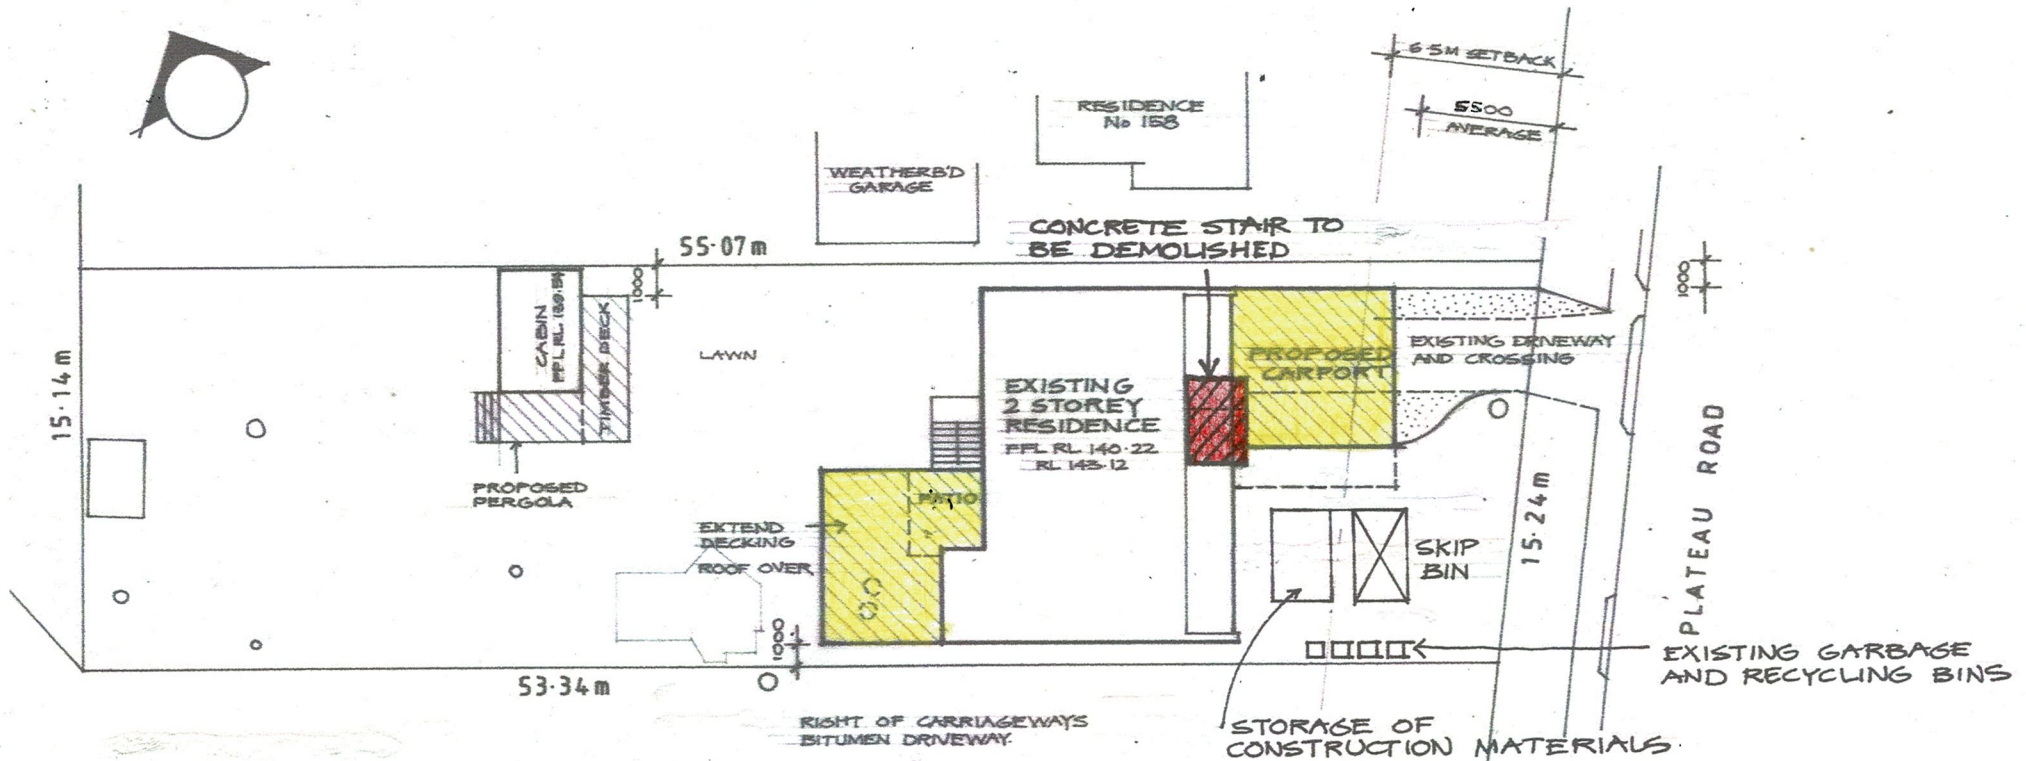 6.5M SETBACK
5500
AVERAGE
RESIDENCE
No 158
WEATHERB'D
GARAGE
CONCRETE STAIR TO
BE DEMOLISHED
55.07m
1000
1000
CABIN
TIMBER DECK
LAWN
PROPOSED
CARPORT
EXISTING DRIVEWAY
AND CROSSING
EXISTING
2 STOREY
RESIDENCE
FFL RL 140.22
RL 143.12
15.14m
PROPOSED
PERGOLA
PATIO
EXTEND
DECKING
ROOF OVER
SKIP
BIN
15.24m
PLATEAU ROAD
1000
53.34m
EXISTING GARBAGE
AND RECYCLING BINS
RIGHT OF CARRIAGEWAYS
BITUMEN DRIVEWAY.
STORAGE OF
CONSTRUCTION MATERIALS.